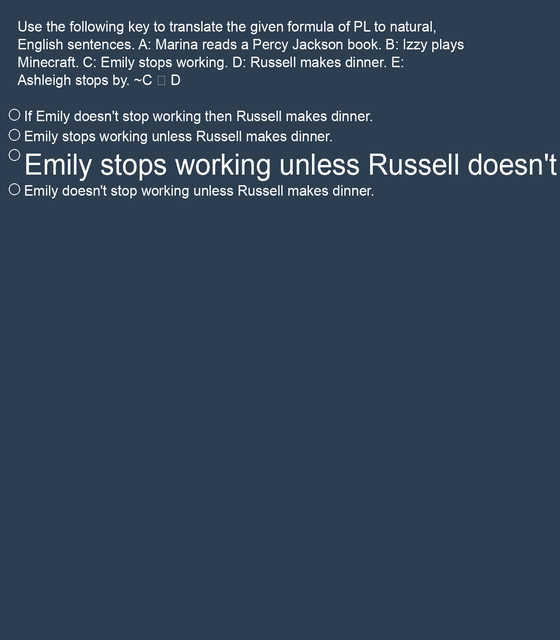 Use the following key to translate the given formula of PL to natural,
English sentences. A: Marina reads a Percy Jackson book. B: Izzy plays
Minecraft. C: Emily stops working. D: Russell makes dinner. E:
Ashleigh stops by. ~C D
If Emily doesn't stop working then Russell makes dinner.
Emily stops working unless Russell makes dinner.
Emily stops working unless Russell doesn't
Emily doesn't stop working unless Russell makes dinner.